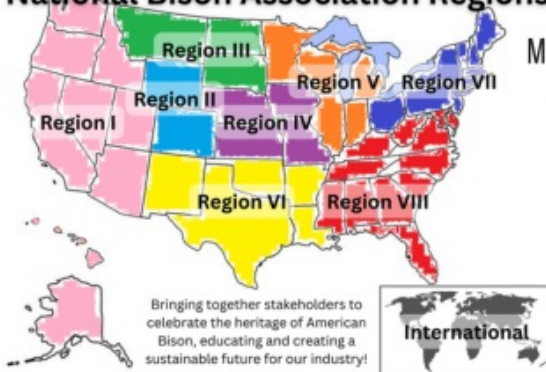 National Bison Association Regions
M
Region III
Region V
Region VII
Region II
Region I
Region IV
Region VI
Region VIII
Bringing together stakeholders to
celebrate the heritage of American
Bison, educating and creating a
sustainable future for our industry!
International